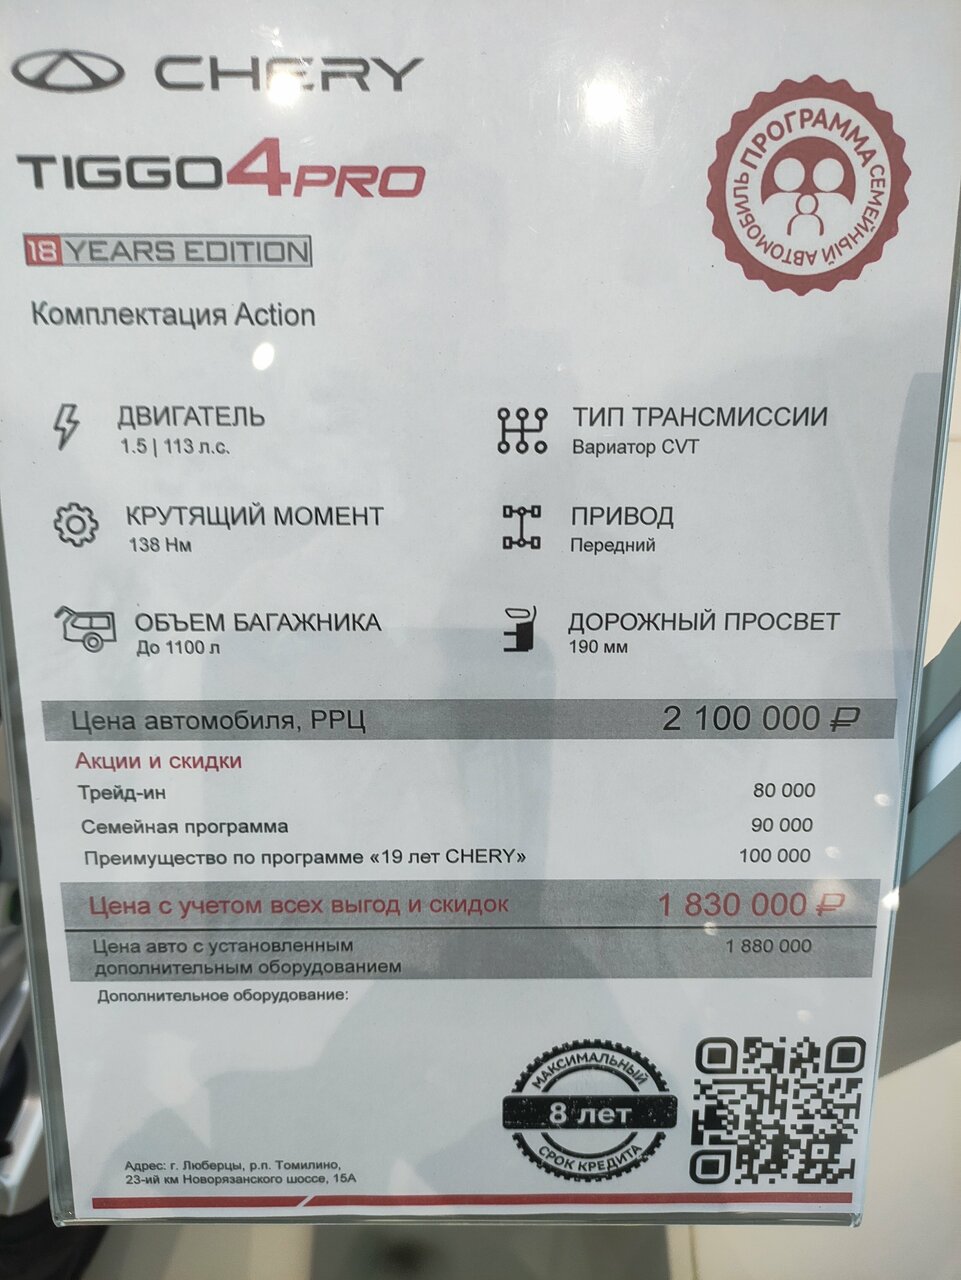 CHERY
TIGGO4PRO
18 YEARS EDITION
ПРОГРАММА СЕМЕЙНЫЙ АВТОМОБИЛЬ
Комплектация Action
ДВИГАТЕЛЬ
1.5 | 113 л.с.
ТИП ТРАНСМИССИИ
Вариатор CVT
КРУТЯЩИЙ МОМЕНТ
138 Нм
ПРИВОД
Передний
ОБЪЕМ БАГАЖНИКА
До 1100 л
ДОРОЖНЫЙ ПРОСВЕТ
190 мм
Цена автомобиля, РРЦ 2 100 000 ₽
Акции и скидки
Трейд-ин 80 000
Семейная программа 90 000
Преимущество по программе «19 лет CHERY» 100 000
Цена с учетом всех выгод и скидок 1 830 000 ₽
Цена авто с установленным 1 880 000
дополнительным оборудованием
Дополнительное оборудование:
МАКСИМАЛЬНЫЙ
8 лет
СРОК КРЕДИТА
Адрес: г. Люберцы, р.п. Томилино,
23-ий км Новорязанского шоссе, 15А